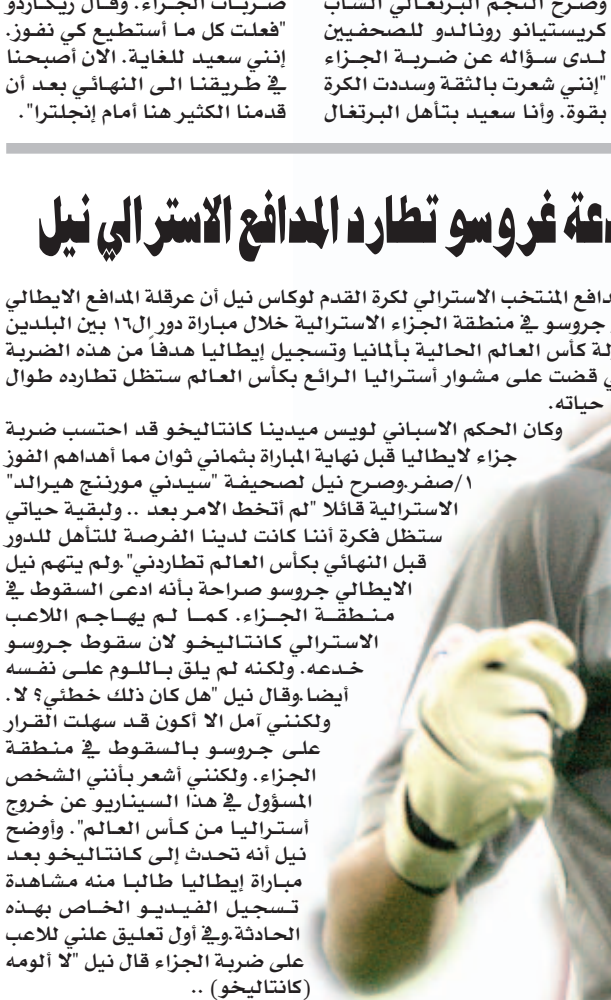 وصرح النجم البرتغالي الشاب
كريستيانو رونالدو للصحفيين
لدى سؤاله عن ضربة الجزاء
"إنني شعرت بالثقة وسددت الكرة
بقوة. وأنا سعيد بتأهل البرتغال
ضربات الجزاء. وقال ريكاردو
"فعلت كل ما أستطيع كي نفوز.
إنني سعيد للغاية. الان أصبحنا
في طريقنا الى النهائي بعد أن
قدمنا الكثير هنا أمام إنجلترا".
غروسو تطارد المدافع الاسترالي نيل
المنتخب الاسترالي لكرة القدم لوكاس نيل أن عرقلة المدافع الايطالي
جروسو في منطقة الجزاء الاسترالية خلال مباراة دور ال١٦ بين البلدين
كأس العالم الحالية بألمانيا وتسجيل إيطاليا هدفاً من هذه الضربة
قضت على مشوار أستراليا الرائع بكأس العالم ستظل تطارده طوال
حياته.
وكان الحكم الاسباني لويس ميدينا كانتاليخو قد احتسب ضربة
جزاء لايطاليا قبل نهاية المباراة بثماني ثوان مما أهداهم الفوز
١/صفر.وصرح نيل لصحيفة "سيدني مورننج هيرالد"
الاسترالية قائلا "لم أتخط الامر بعد .. ولبقية حياتي
ستظل فكرة أننا كانت لدينا الفرصة للتأهل للدور
قبل النهائي بكأس العالم تطاردني".ولم يتهم نيل
الايطالي جروسو صراحة بأنه ادعى السقوط في
منطقة الجزاء. كما لم يهاجم اللاعب
الاسترالي كانتاليخو لان سقوط جروسو
خدعه. ولكنه لم يلق باللوم على نفسه
أيضا.وقال نيل "هل كان ذلك خطئي؟ لا.
ولكنني آمل الا أكون قد سهلت القرار
على جروسو بالسقوط في منطقة
الجزاء. ولكنني أشعر بأنني الشخص
المسؤول في هذا السيناريو عن خروج
أستراليا من كأس العالم". وأوضح
نيل أنه تحدث إلى كانتاليخو بعد
مباراة إيطاليا طالبا منه مشاهدة
تسجيل الفيديو الخاص بهذه
الحادثة.وفي أول تعليق علني للاعب
على ضربة الجزاء قال نيل "لا ألومه
(كانتاليخو) ..